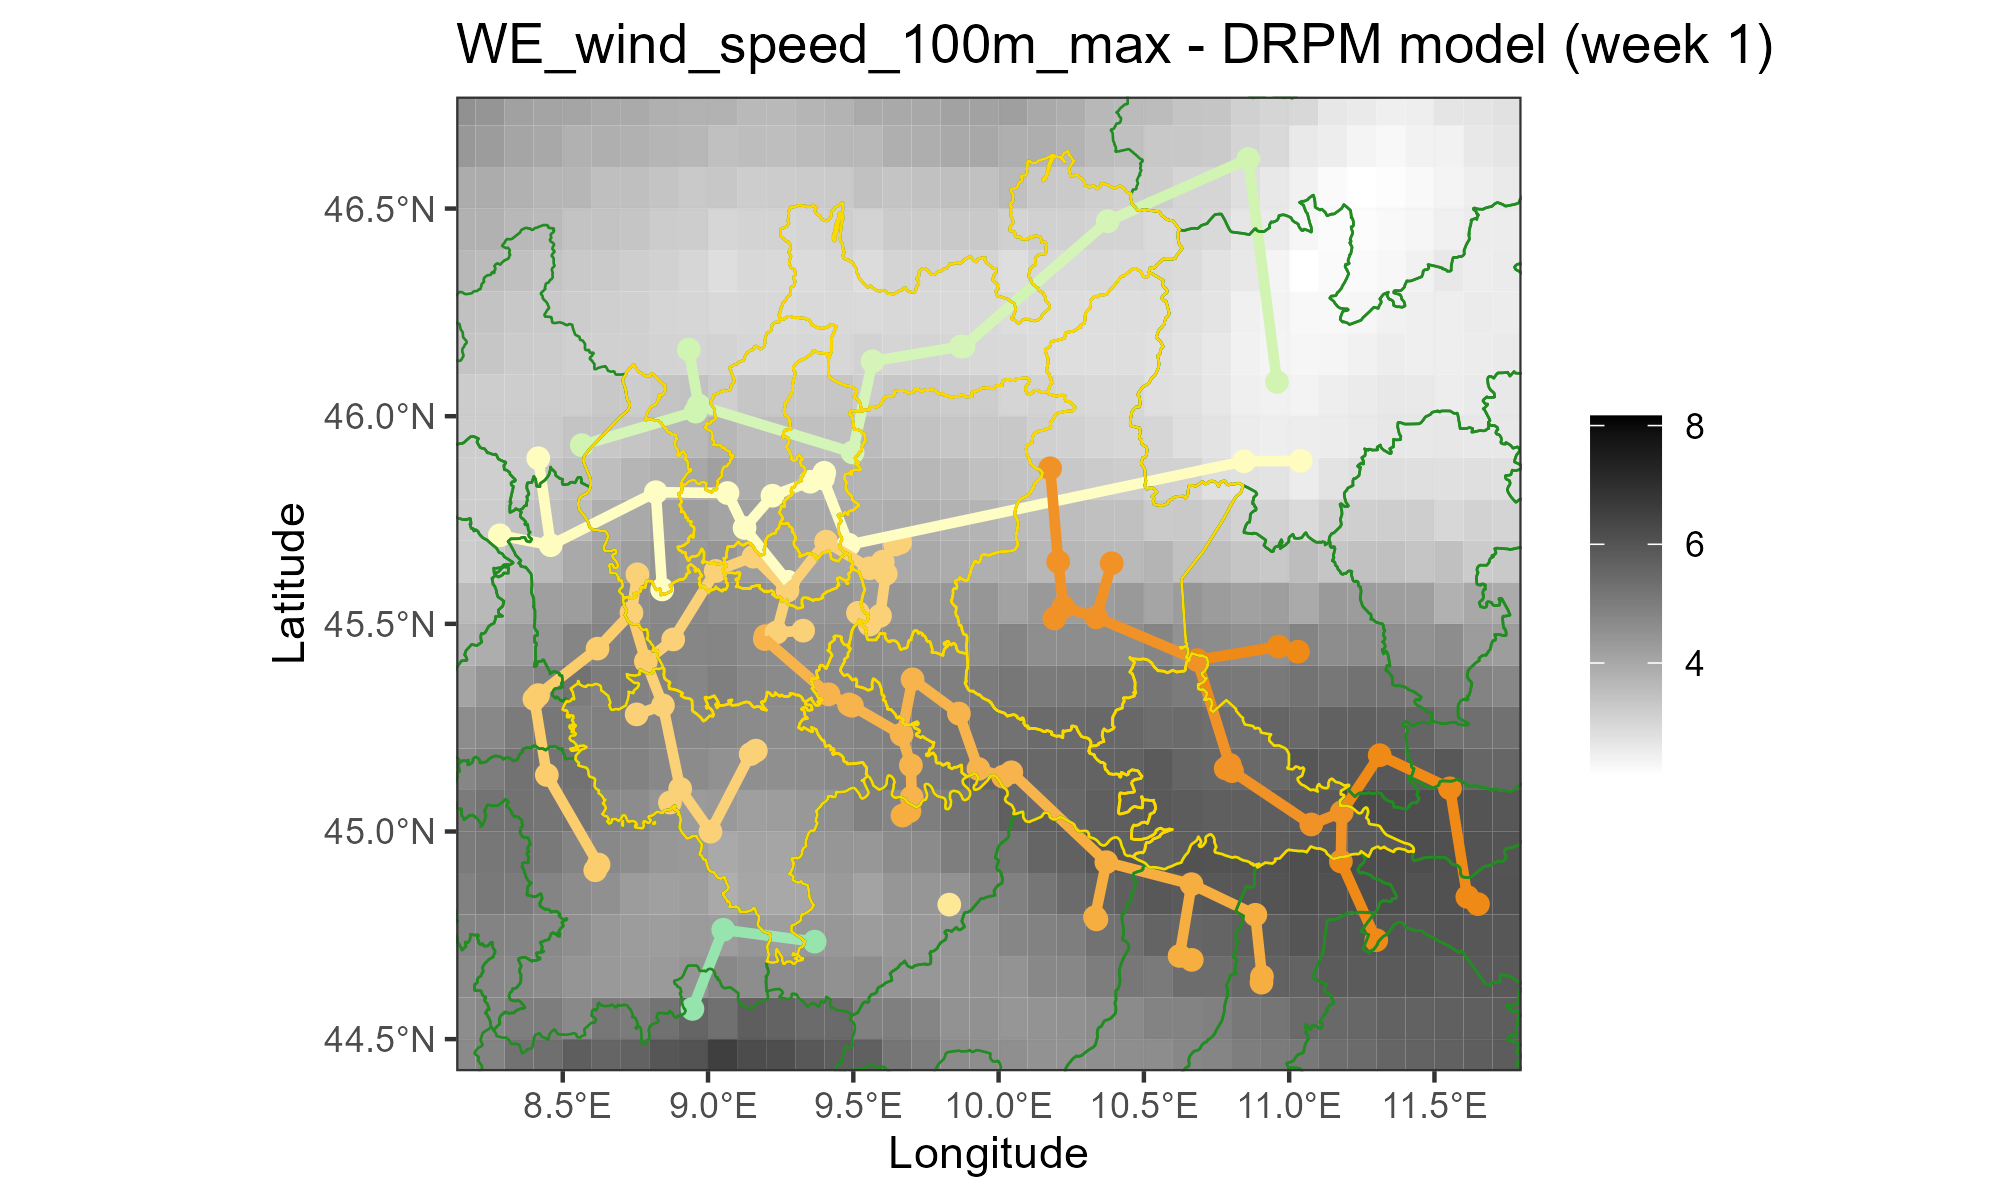 WE_wind_speed_100m_max - DRPM model (week 1)
46.5°N
46.0°N
45.5°N
45.0°N
44.5°N
Latitude
8.5°E
9.0°E
9.5°E
10.0°E
10.5°E
11.0°E
11.5°E
Longitude
8
6
4